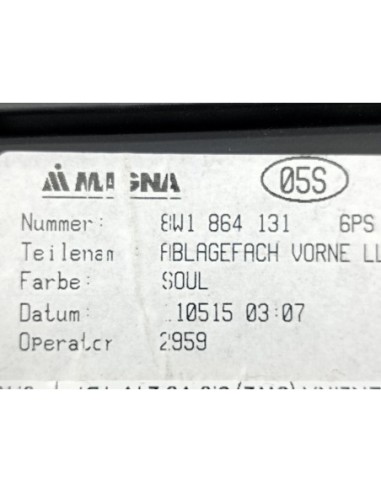 MAGNA 05S
Nummer: 8W1 864 131 6PS
Teilenam ABLAGEFACH VORNE LL
Farbe: SOUL
Datum: 10515 03:07
Operator 2959